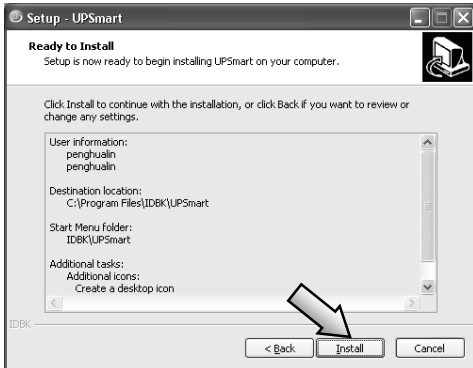 Setup - UPSmart
Ready to Install
Setup is now ready to begin installing UPSmart on your computer.
Click Install to continue with the installation, or click Back if you want to review or
change any settings.
User information:
penghualin
penghualin
Destination location:
C:\Program Files\IDBK\UPSmart
Start Menu folder:
IDBK\UPSmart
Additional tasks:
Additional icons:
Create a desktop icon
IDBK
< Back
Install
Cancel